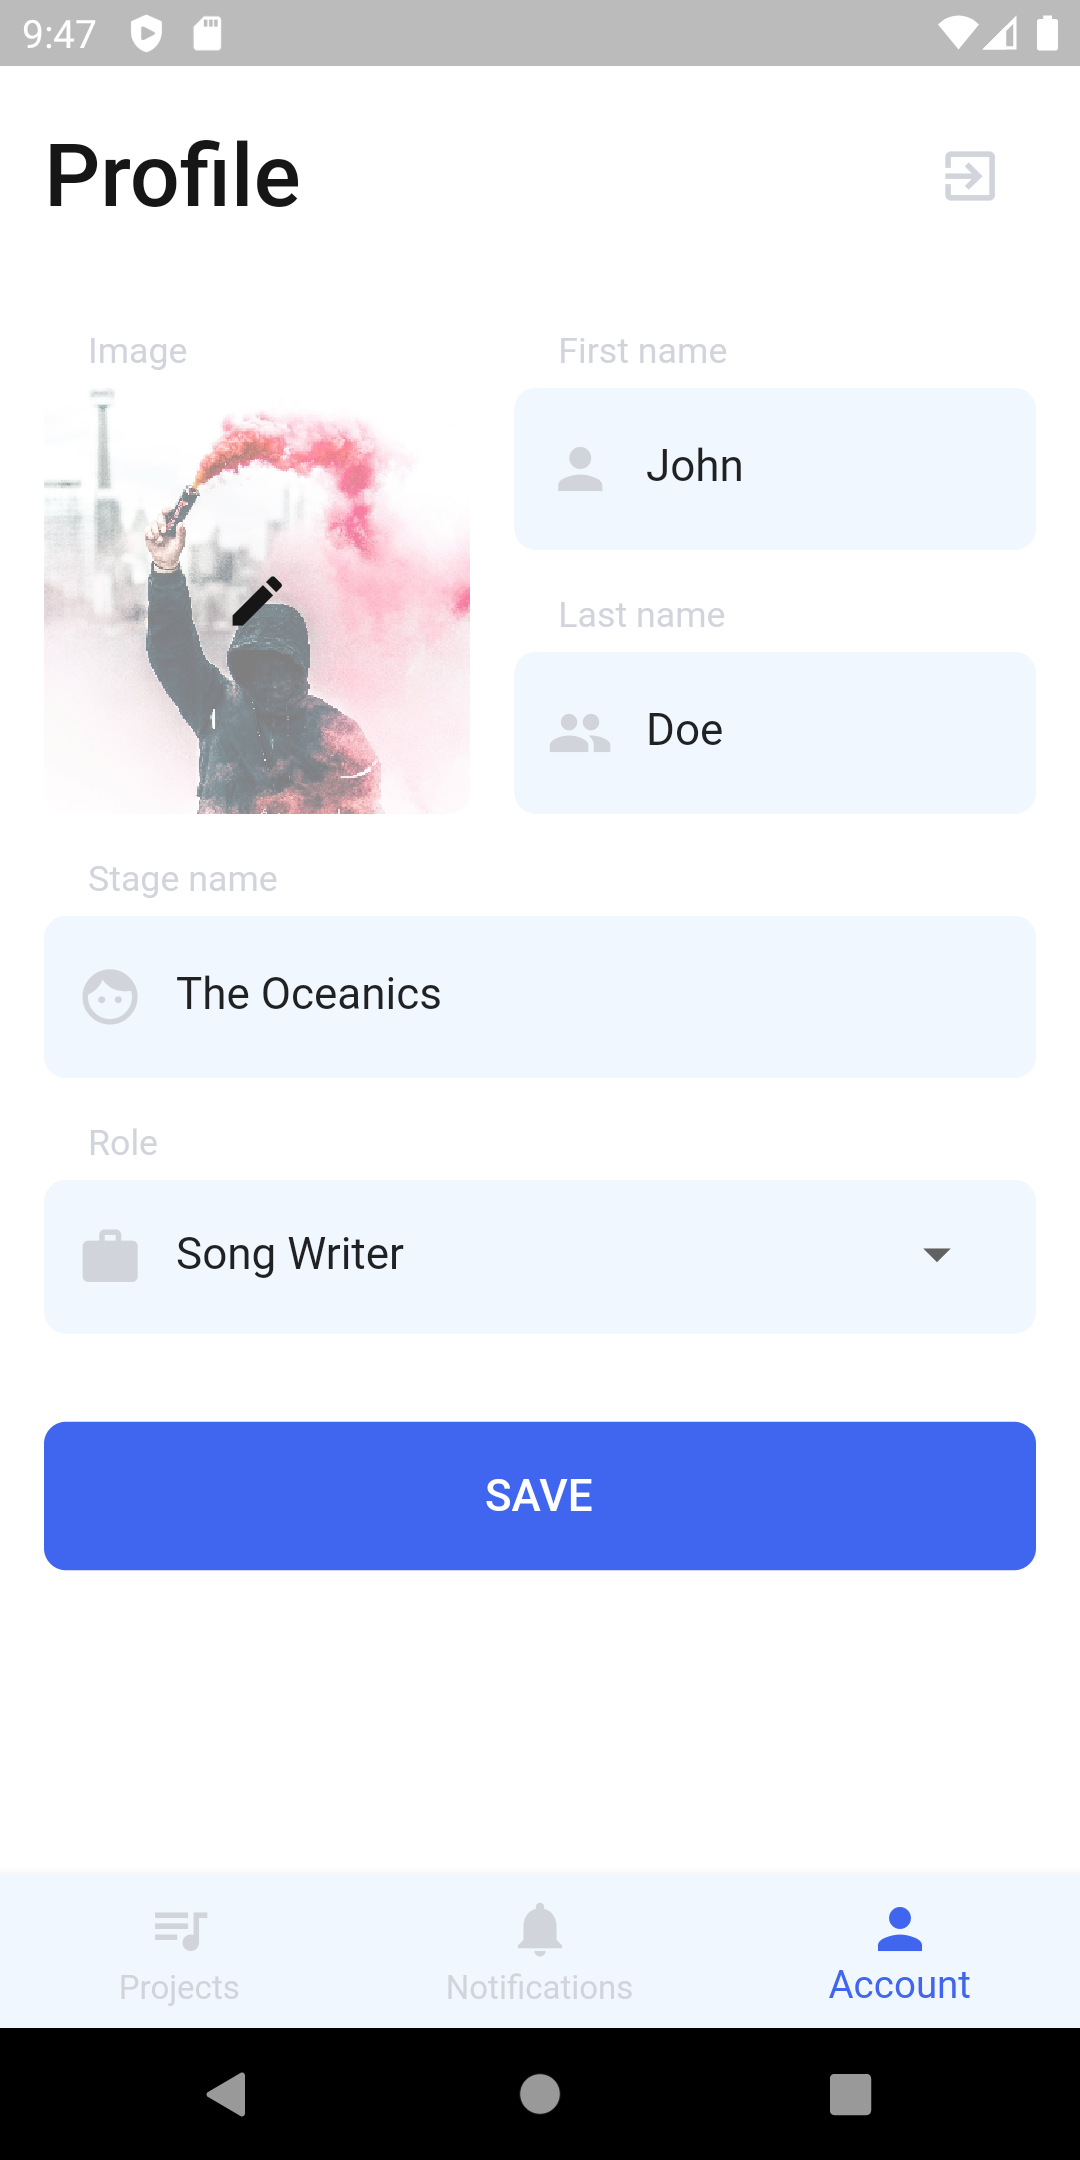 9:47
Profile
Image
First name
John
Last name
Doe
Stage name
The Oceanics
Role
Song Writer
SAVE
Projects
Notifications
Account